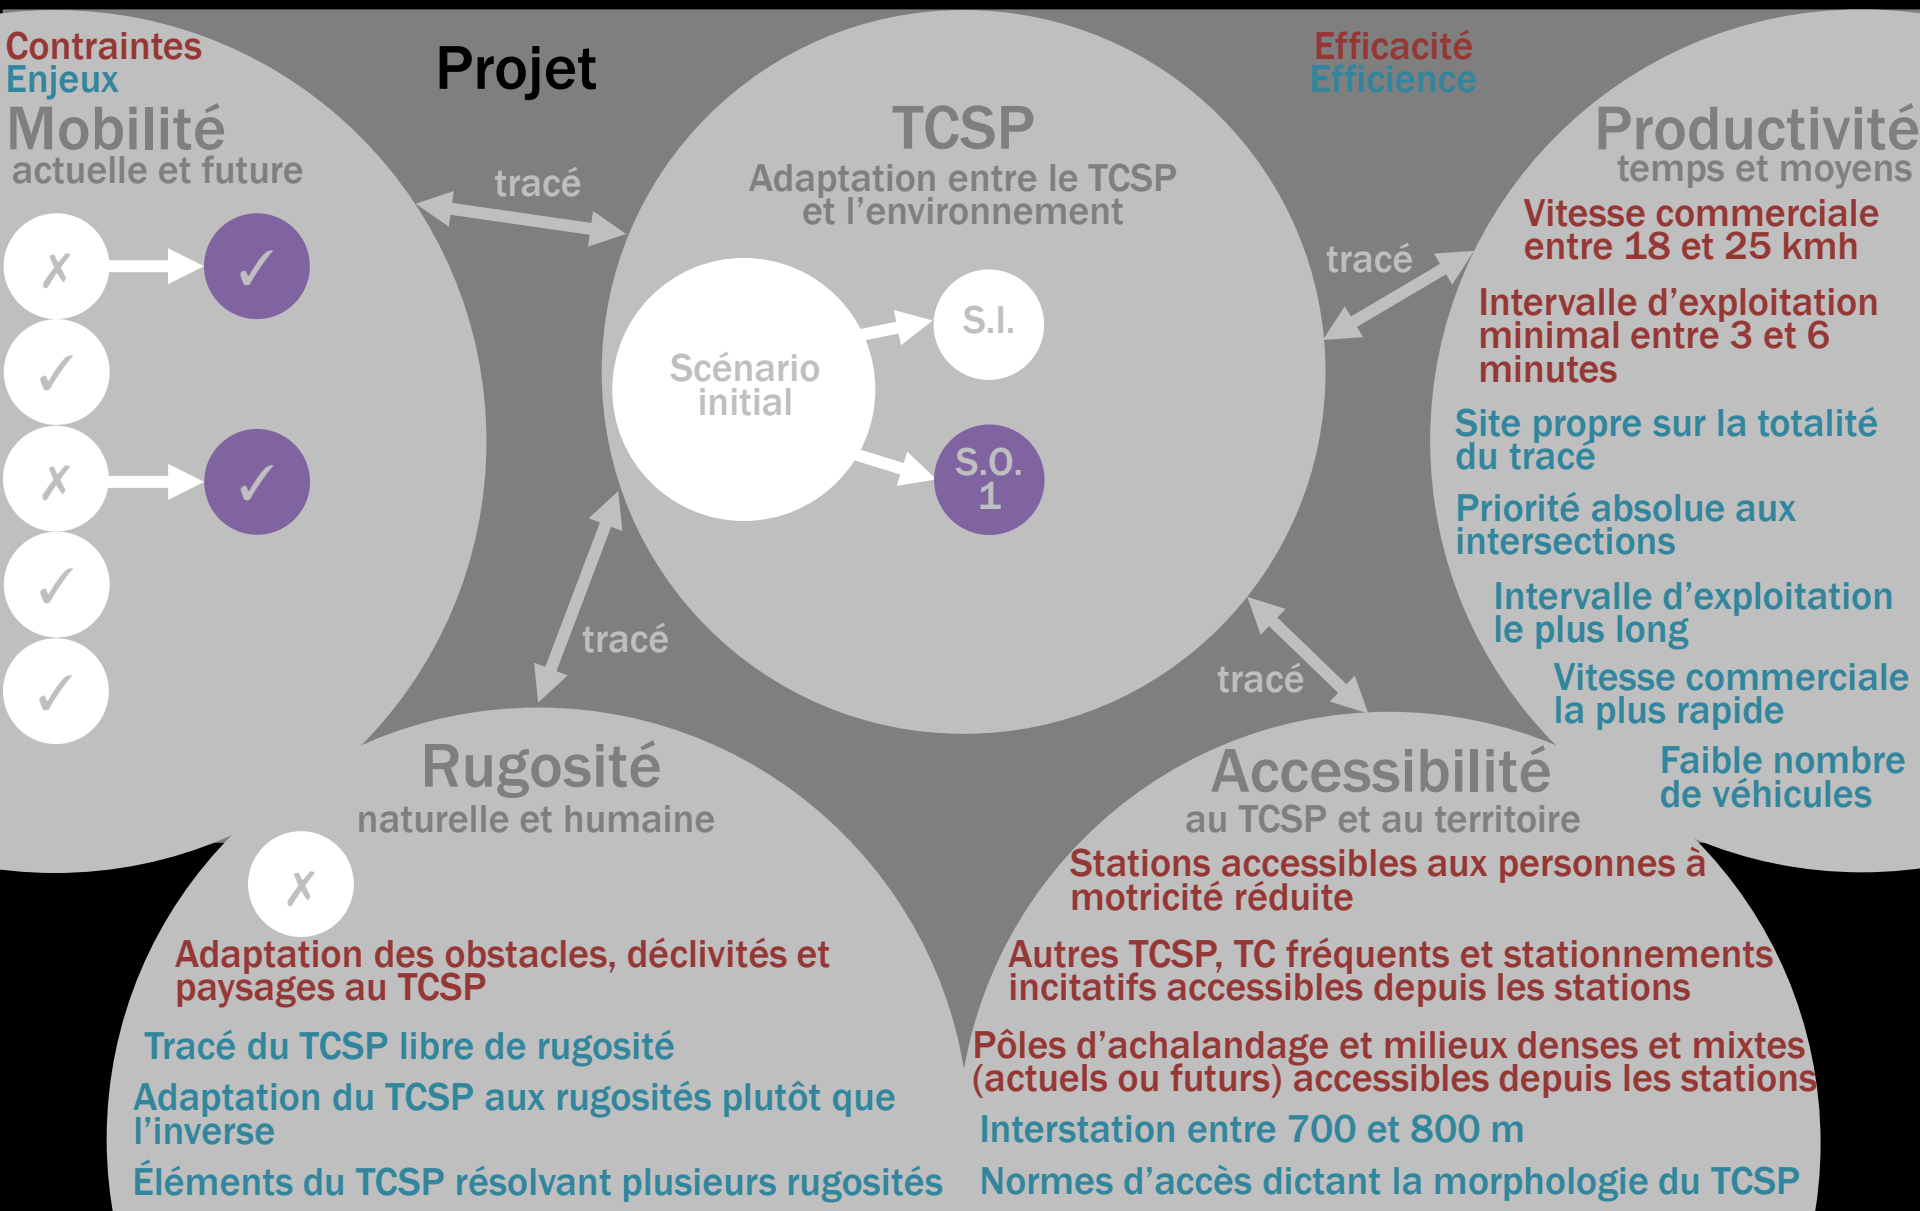 Contraintes
Enjeux
Mobilité
actuelle et future
✗
✓
✓
✗
✓
✓
✓
Projet
tracé
TCSP
Adaptation entre le TCSP
et l'environnement
Scénario
initial
S.I.
S.O.
1
Efficacité
Efficience
tracé
Productivité
temps et moyens
Vitesse commerciale
entre 18 et 25 kmh
Intervalle d'exploitation
minimal entre 3 et 6
minutes
Site propre sur la totalité
du tracé
Priorité absolue aux
intersections
Intervalle d'exploitation
le plus long
Vitesse commerciale
la plus rapide
Faible nombre
de véhicules
tracé
Rugosité
naturelle et humaine
✗
Adaptation des obstacles, déclivités et
paysages au TCSP
Tracé du TCSP libre de rugosité
Adaptation du TCSP aux rugosités plutôt que
l'inverse
Éléments du TCSP résolvant plusieurs rugosités
tracé
Accessibilité
au TCSP et au territoire
Stations accessibles aux personnes à
motricité réduite
Autres TCSP, TC fréquents et stationnements
incitatifs accessibles depuis les stations
Pôles d'achalandage et milieux denses et mixtes
(actuels ou futurs) accessibles depuis les stations
Interstation entre 700 et 800 m
Normes d'accès dictant la morphologie du TCSP